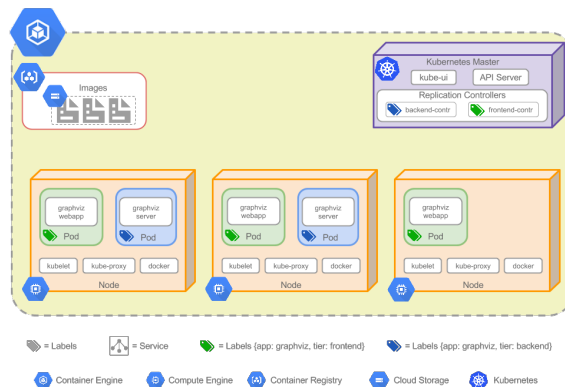 Kubernetes Master
kube-ui
API Server
Images
Replication Controllers
backend-contr
frontend-contr
graphviz
webapp
Pod
graphviz
server
Pod
kubelet
kube-proxy
docker
Node
graphviz
webapp
Pod
graphviz
server
Pod
kubelet
kube-proxy
docker
Node
graphviz
webapp
Pod
kubelet
kube-proxy
docker
Node
= Labels
= Service
= Labels {app: graphviz, tier: frontend}
= Labels {app: graphviz, tier: backend}
Container Engine
Compute Engine
Container Registry
Cloud Storage
Kubernetes